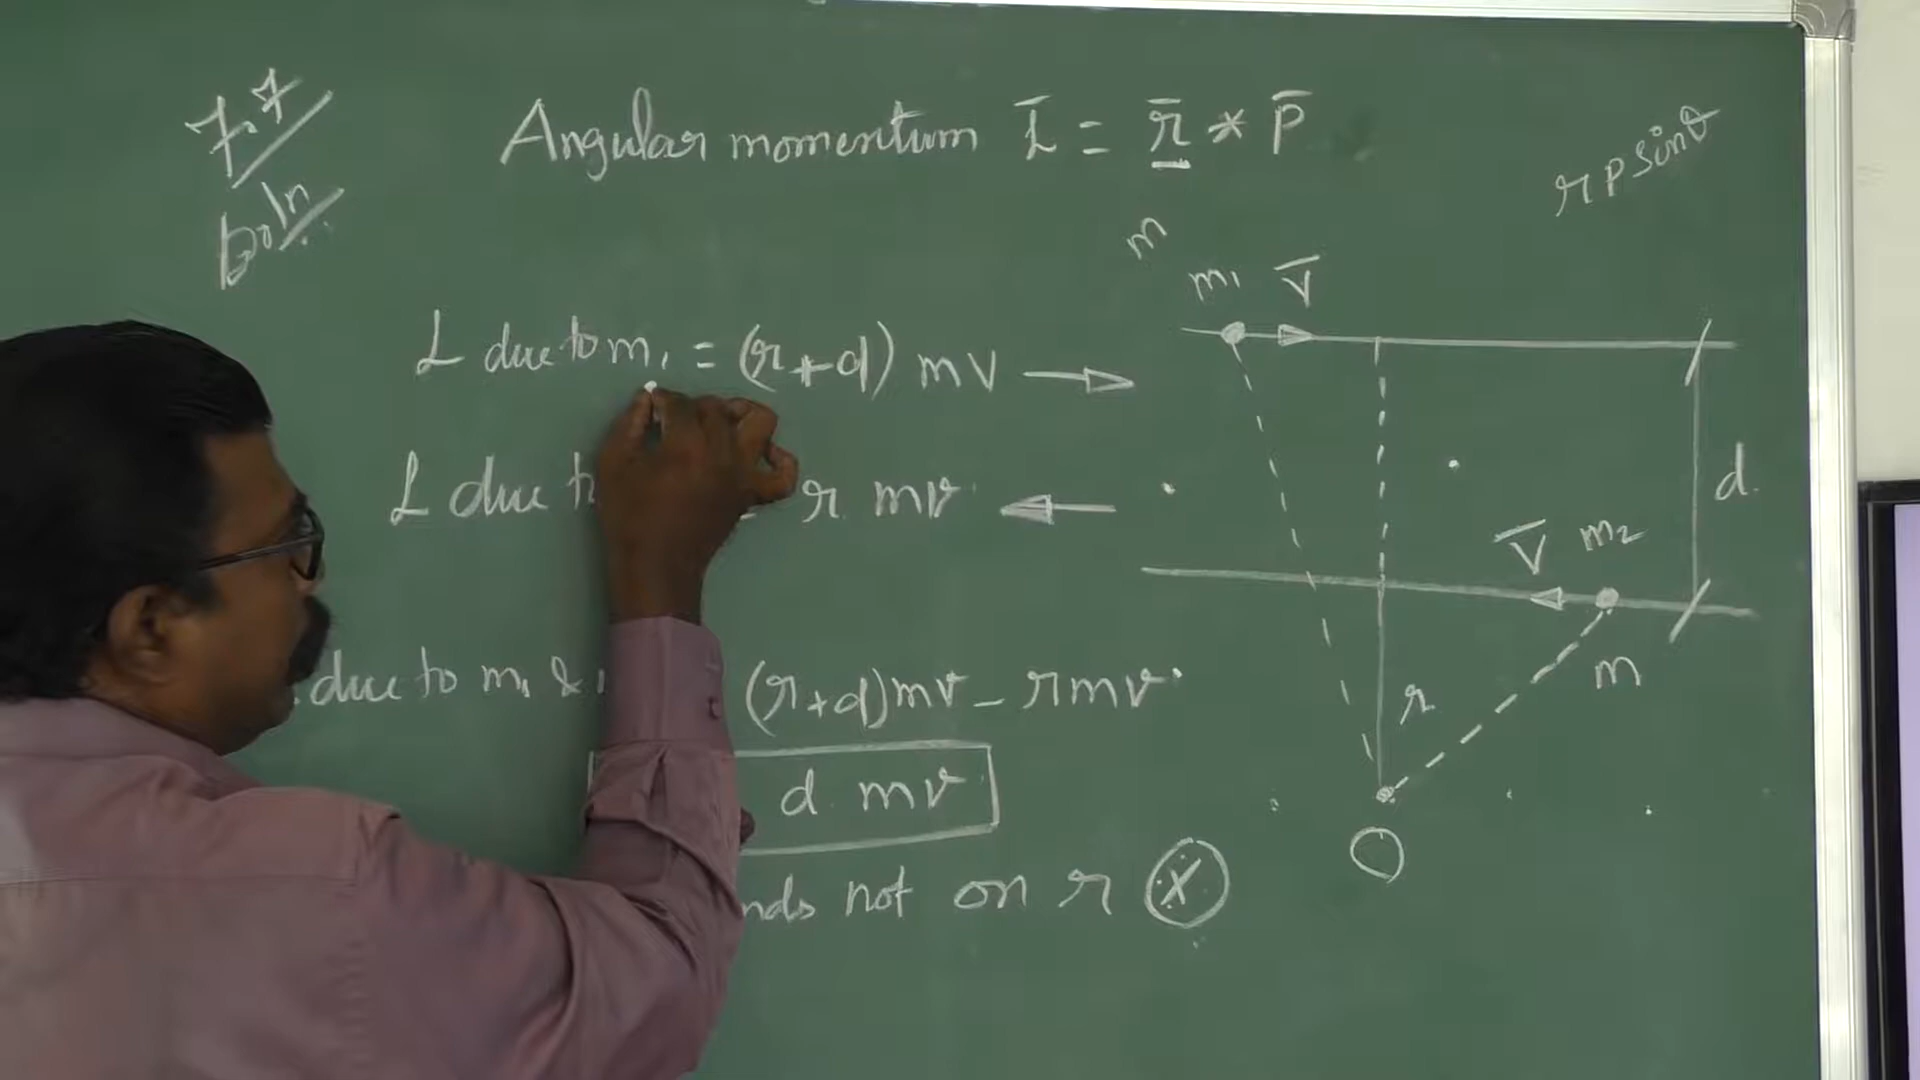 7.7
Soln
Angular momentum L̄ = r̄ * P̄
r p sinθ
m
m₁ V̄
L due to m₁ = (r+d) mV →
L due t = r mv ←
d.
V̄ m₂
m
r
due to m₁ & (r+d)mv - rmv
d. mv
O
nds not on r ⊗